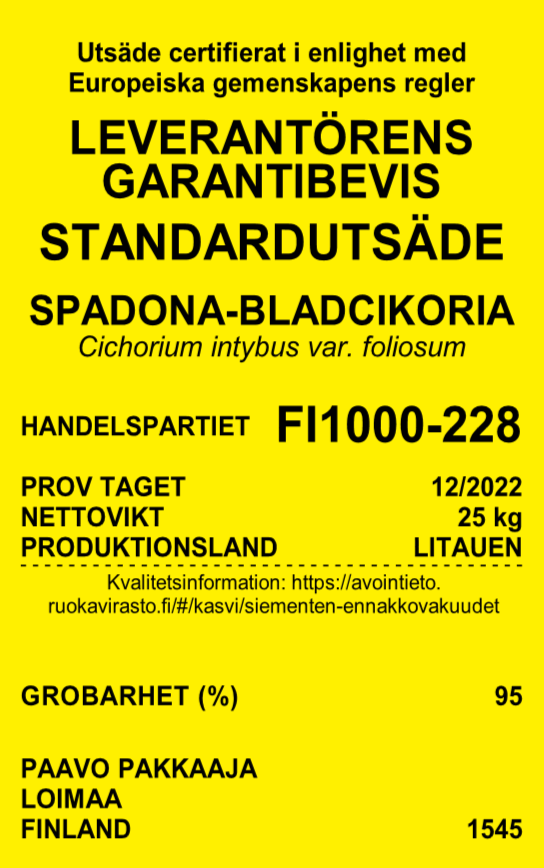 Utsäde certifierat i enlighet med
Europeiska gemenskapens regler
LEVERANTÖRENS
GARANTIBEVIS
STANDARDUTSÄDE
SPADONA-BLADCIKORIA
Cichorium intybus var. foliosum
HANDELSPARTIET FI1000-228
PROV TAGET 12/2022
NETTOVIKT 25 kg
PRODUKTIONSLAND LITAUEN
Kvalitetsinformation: https://avointieto.
ruokavirasto.fi/#/kasvi/siementen-ennakkovakuudet
GROBARHET (%) 95
PAAVO PAKKAAJA
LOIMAA
FINLAND 1545